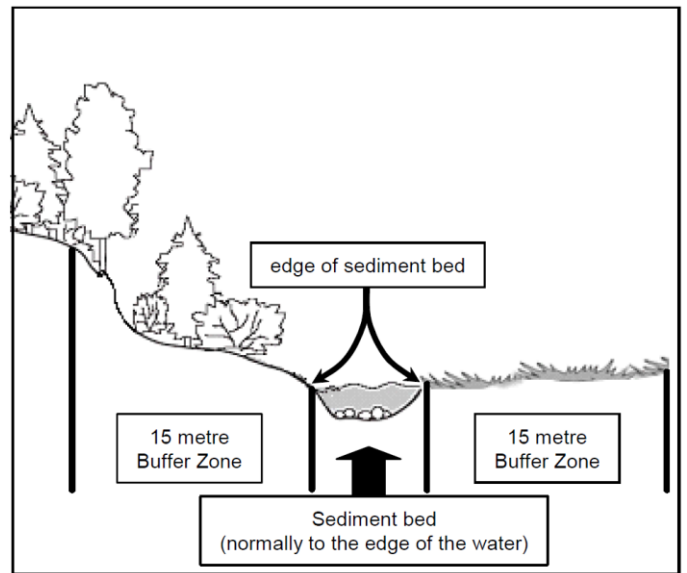 edge of sediment bed
15 metre
Buffer Zone
15 metre
Buffer Zone
Sediment bed
(normally to the edge of the water)